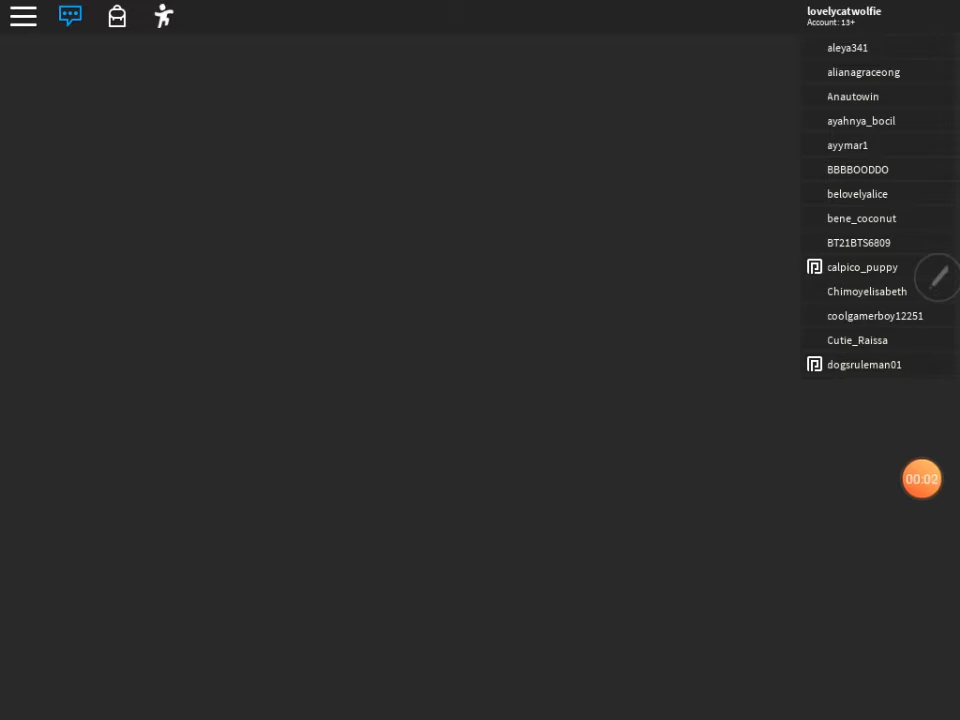 lovelycatwolfie
Account: 13+
aleya341
alianagraceong
Anautowin
ayahnya_bocil
ayymar1
BBBBOODDO
belovelyalice
bene_coconut
BT21BTS6809
calpico_puppy
Chimoyelisabeth
coolgamerboy12251
Cutie_Raissa
dogsruleman01
00:02